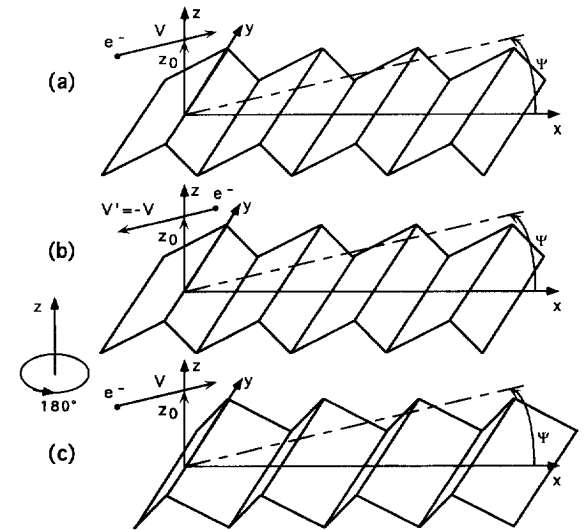 z
V
y
e⁻
z₀
Ψ
(a)
x
z
e⁻
V'=-V
y
z₀
Ψ
(b)
x
z
180°
z
V
y
e⁻
z₀
Ψ
(c)
x